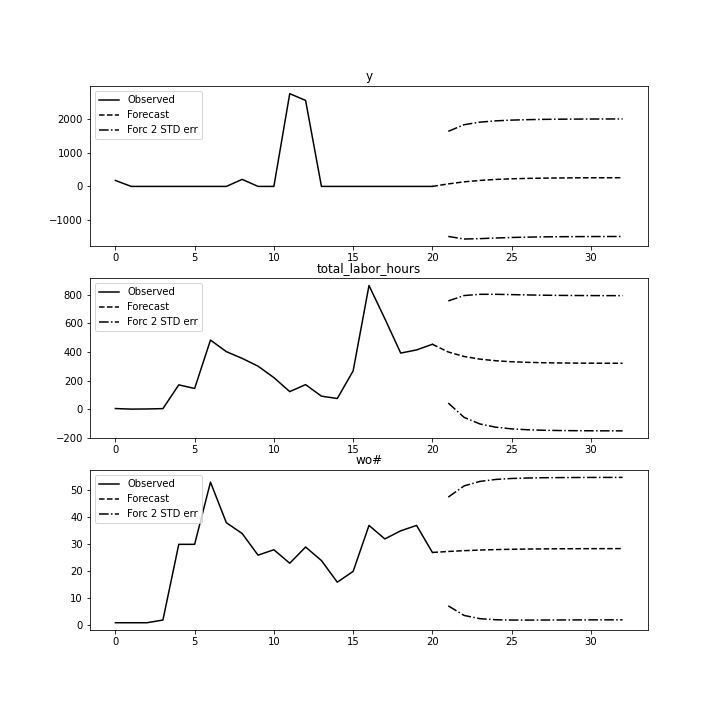 y
Observed
Forecast
Forc 2 STD err
2000
1000
0
−1000
0 5 10 15 20 25 30
total_labor_hours
Observed
Forecast
Forc 2 STD err
800
600
400
200
0
−200
0 5 10 15 20 25 30
wo#
Observed
Forecast
Forc 2 STD err
50
40
30
20
10
0
0 5 10 15 20 25 30